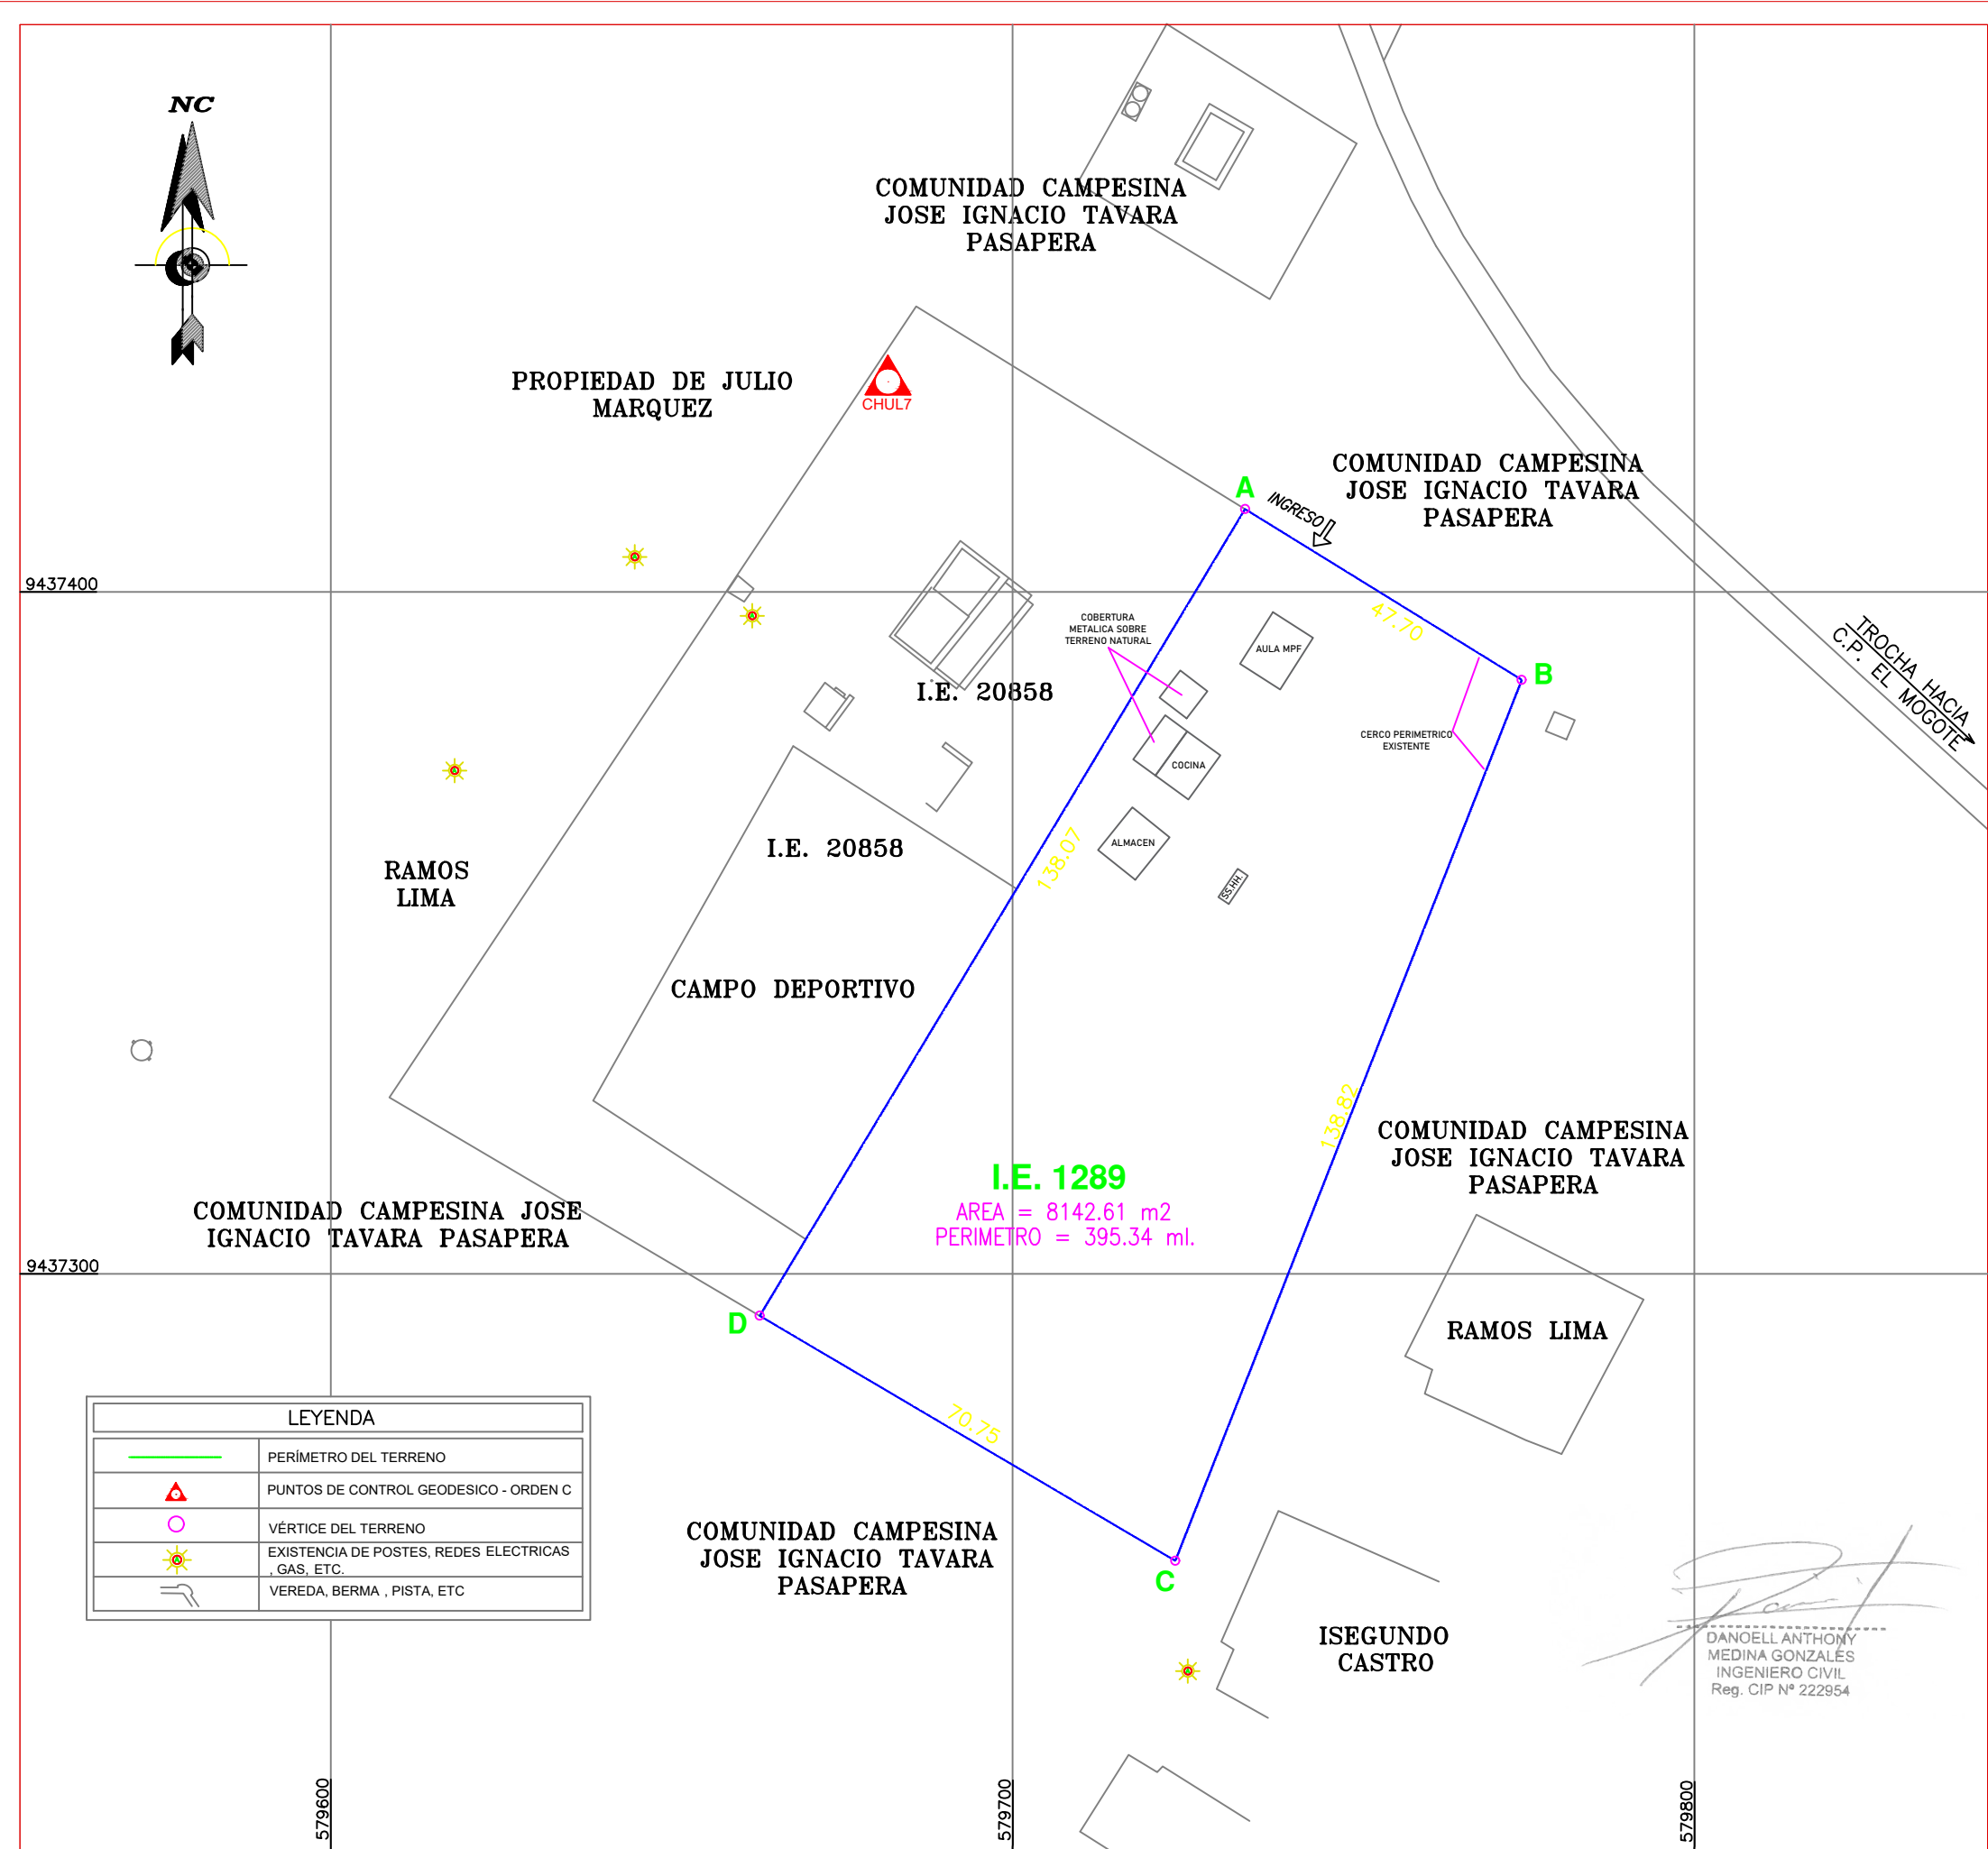 NC
COMUNIDAD CAMPESINA
JOSE IGNACIO TAVARA
PASAPERA
PROPIEDAD DE JULIO
MARQUEZ
CHUL7
COMUNIDAD CAMPESINA
JOSE IGNACIO TAVARA
PASAPERA
A
INGRESO
9437400
47.70
COBERTURA
METALICA SOBRE
TERRENO NATURAL
AULA MPF
TROCHA HACIA
C.P. EL MOGOTE
B
I.E. 20858
CERCO PERIMETRICO
EXISTENTE
COCINA
138.07
ALMACEN
I.E. 20858
RAMOS
LIMA
SS.HH.
CAMPO DEPORTIVO
138.82
COMUNIDAD CAMPESINA
JOSE IGNACIO TAVARA
PASAPERA
I.E. 1289
AREA = 8142.61 m2
PERIMETRO = 395.34 ml.
COMUNIDAD CAMPESINA JOSE
IGNACIO TAVARA PASAPERA
9437300
D
RAMOS LIMA
70.75
LEYENDA
PERÍMETRO DEL TERRENO
PUNTOS DE CONTROL GEODESICO - ORDEN C
VÉRTICE DEL TERRENO
EXISTENCIA DE POSTES, REDES ELECTRICAS
, GAS, ETC.
VEREDA, BERMA , PISTA, ETC
COMUNIDAD CAMPESINA
JOSE IGNACIO TAVARA
PASAPERA
C
ISEGUNDO
CASTRO
DANOELL ANTHONY
MEDINA GONZALES
INGENIERO CIVIL
Reg. CIP Nº 222954
579600
579700
579800